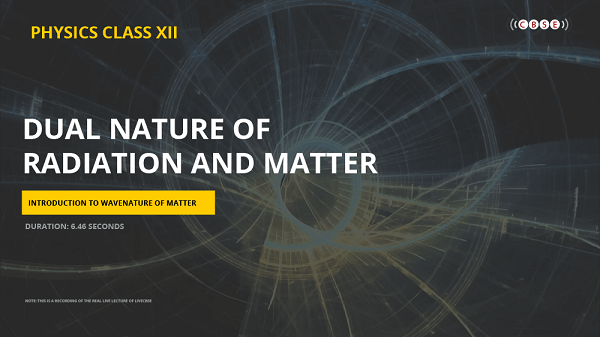 PHYSICS CLASS XII
CBSE
DUAL NATURE OF
RADIATION AND MATTER
INTRODUCTION TO WAVENATURE OF MATTER
DURATION: 6.46 SECONDS
NOTE: THIS IS A RECORDING OF THE REAL LIVE LECTURE OF LIVECBSE